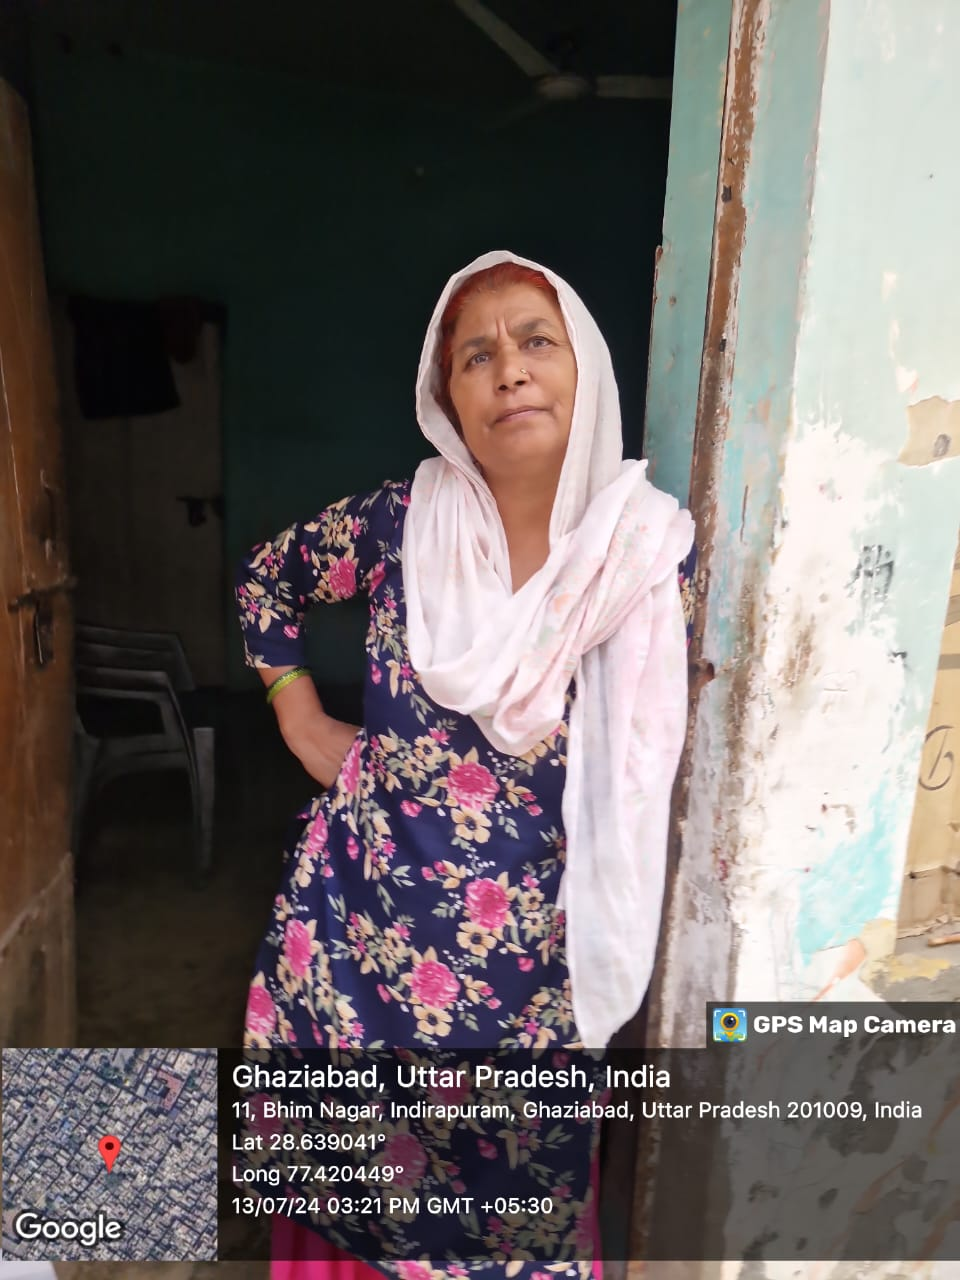 GPS Map Camera
Ghaziabad, Uttar Pradesh, India
11, Bhim Nagar, Indirapuram, Ghaziabad, Uttar Pradesh 201009, India
Lat 28.639041°
Long 77.420449°
13/07/24 03:21 PM GMT +05:30
Google